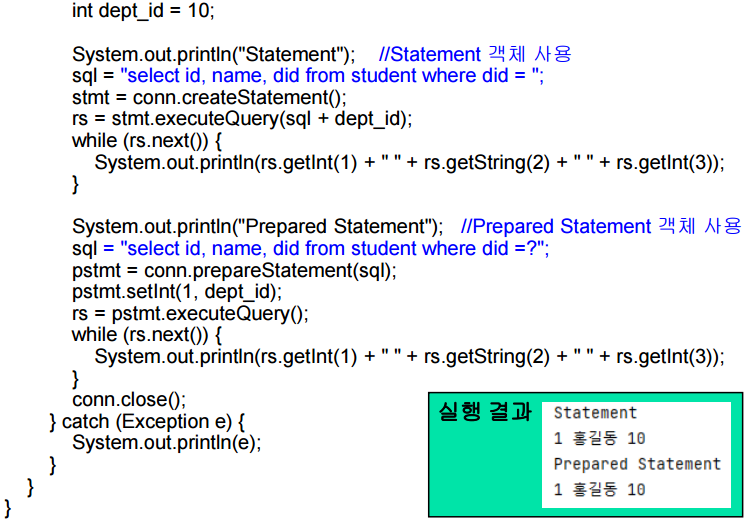 int dept_id = 10;
System.out.println("Statement"); //Statement 객체 사용
sql = "select id, name, did from student where did = ";
stmt = conn.createStatement();
rs = stmt.executeQuery(sql + dept_id);
while (rs.next()) {
System.out.println(rs.getInt(1) + " " + rs.getString(2) + " " + rs.getInt(3));
}
System.out.println("Prepared Statement"); //Prepared Statement 객체 사용
sql = "select id, name, did from student where did =?";
pstmt = conn.prepareStatement(sql);
pstmt.setInt(1, dept_id);
rs = pstmt.executeQuery();
while (rs.next()) {
System.out.println(rs.getInt(1) + " " + rs.getString(2) + " " + rs.getInt(3));
}
conn.close();
} catch (Exception e) {
System.out.println(e);
}
}
}
실행 결과
Statement
1 홍길동 10
Prepared Statement
1 홍길동 10